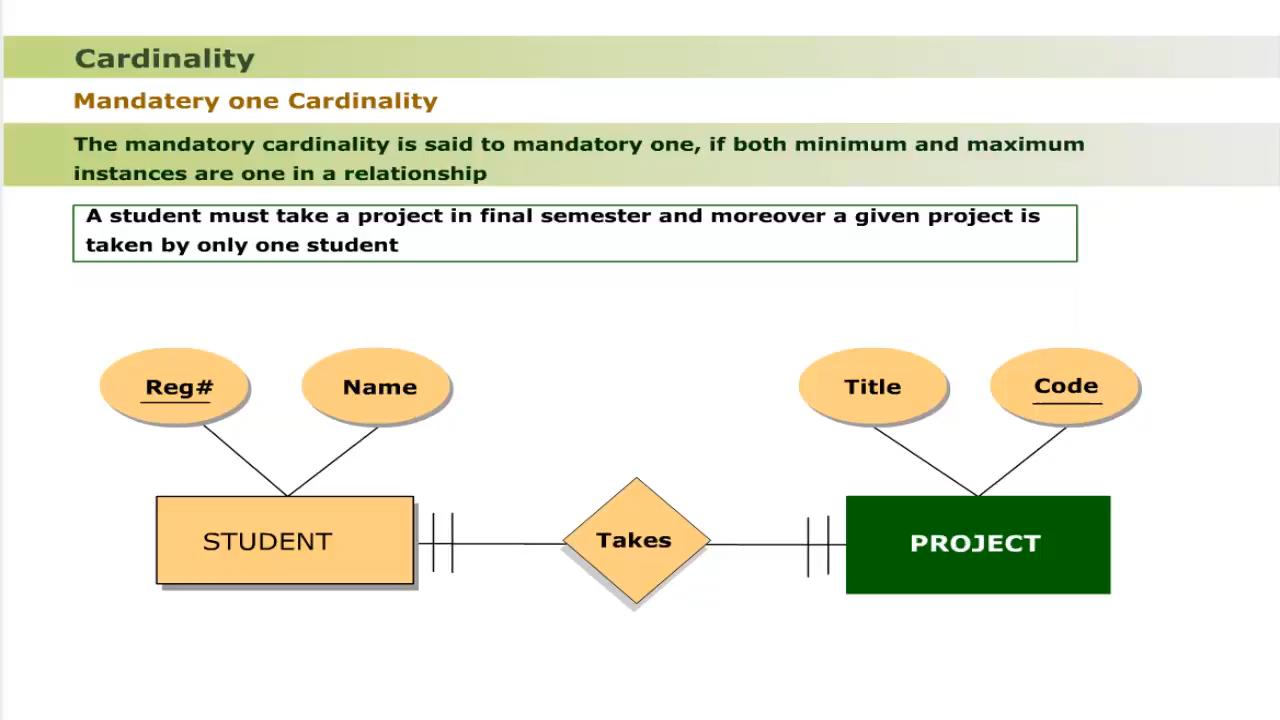 Cardinality
Mandatery one Cardinality
The mandatory cardinality is said to mandatory one, if both minimum and maximum
instances are one in a relationship
A student must take a project in final semester and moreover a given project is
taken by only one student
Reg#
Name
Title
Code
STUDENT
Takes
PROJECT